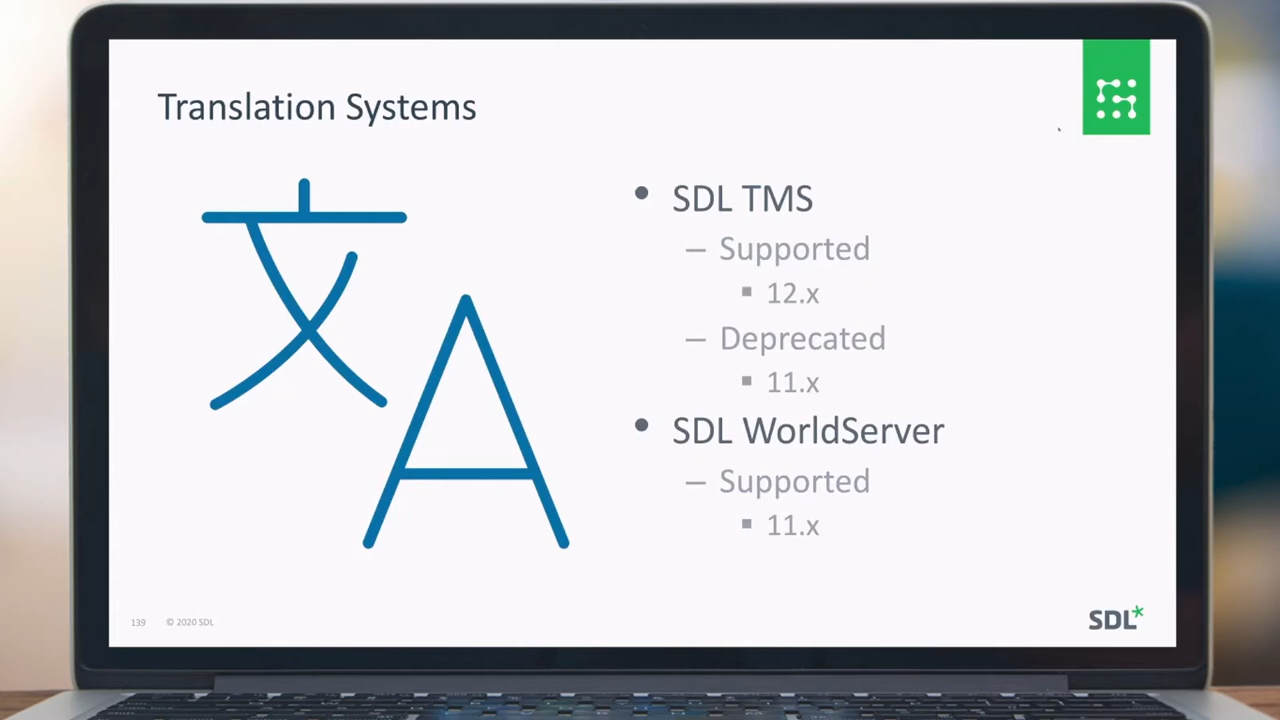 Translation Systems
文
A
• SDL TMS
– Supported
▪ 12.x
– Deprecated
▪ 11.x
• SDL WorldServer
– Supported
▪ 11.x
139 © 2020 SDL
SDL*